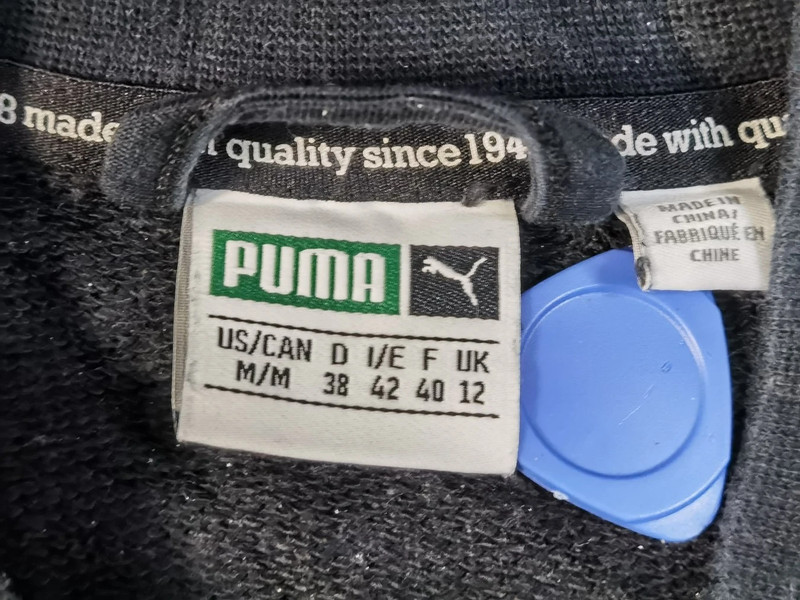 8 made
quality since 194
de with qu
MADE IN
CHINA/
FABRIQUÉ EN
CHINE
PUMA
US/CAN D I/E F UK
M/M 38 42 40 12